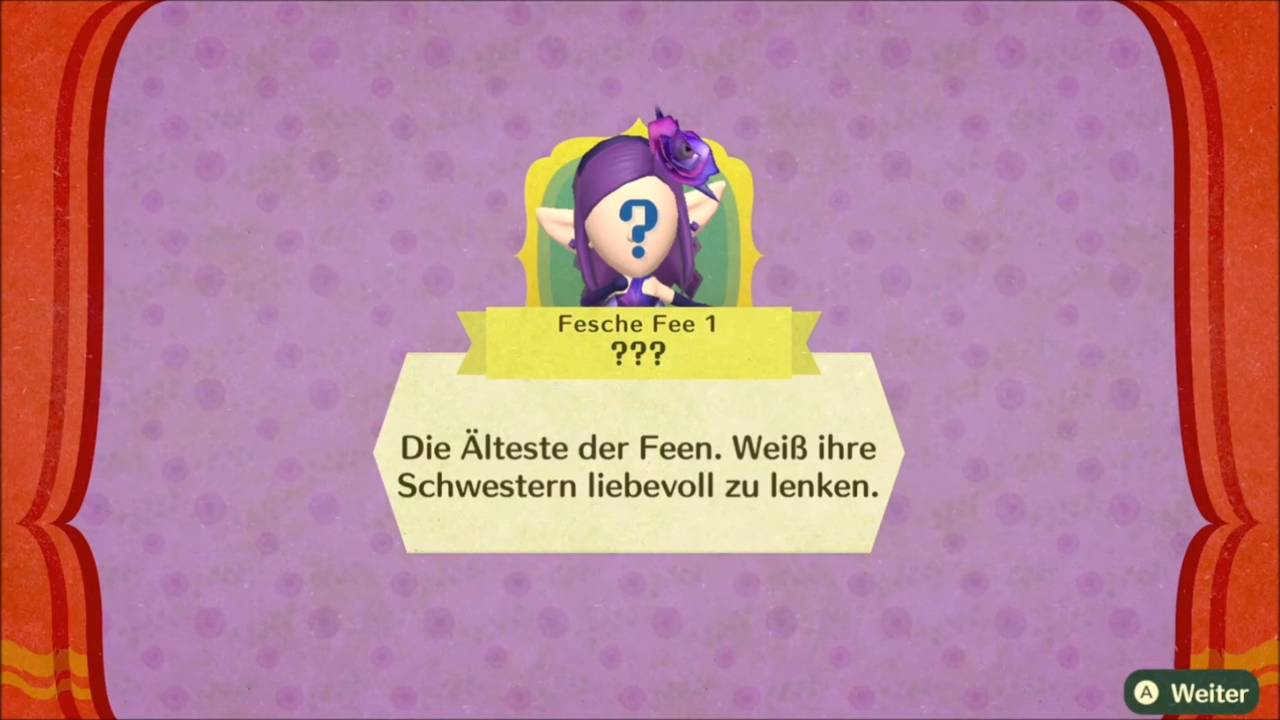 ?
Fesche Fee 1
???
Die Älteste der Feen. Weiß ihre
Schwestern liebevoll zu lenken.
A Weiter